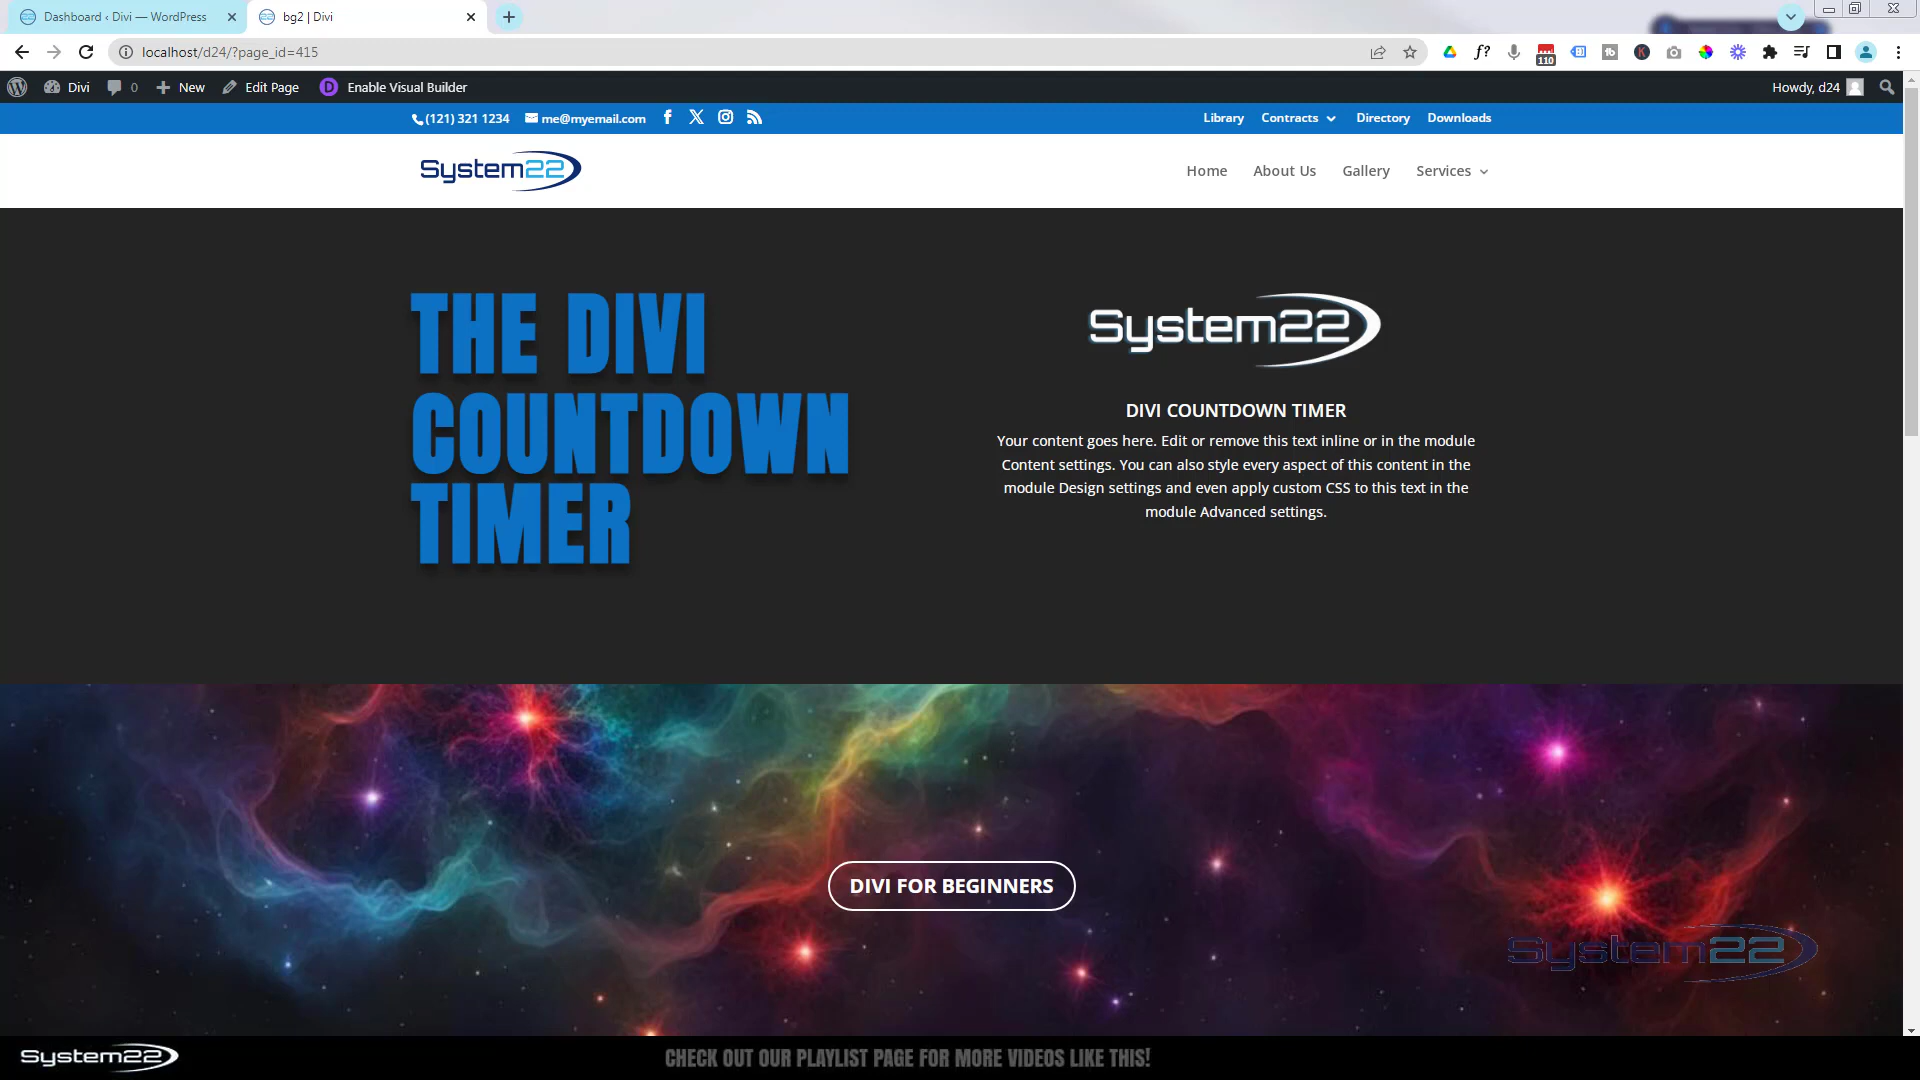 Dashboard ‹ Divi — WordPress
bg2 | Divi
localhost/d24/?page_id=415
f?
110
Divi
0
New
Edit Page
D
Enable Visual Builder
Howdy, d24
(121) 321 1234
me@myemail.com
Library
Contracts
Directory
Downloads
System22
Home
About Us
Gallery
Services
THE DIVI
COUNTDOWN
TIMER
System22
DIVI COUNTDOWN TIMER
Your content goes here. Edit or remove this text inline or in the module
Content settings. You can also style every aspect of this content in the
module Design settings and even apply custom CSS to this text in the
module Advanced settings.
DIVI FOR BEGINNERS
System22
System22
CHECK OUT OUR PLAYLIST PAGE FOR MORE VIDEOS LIKE THIS!